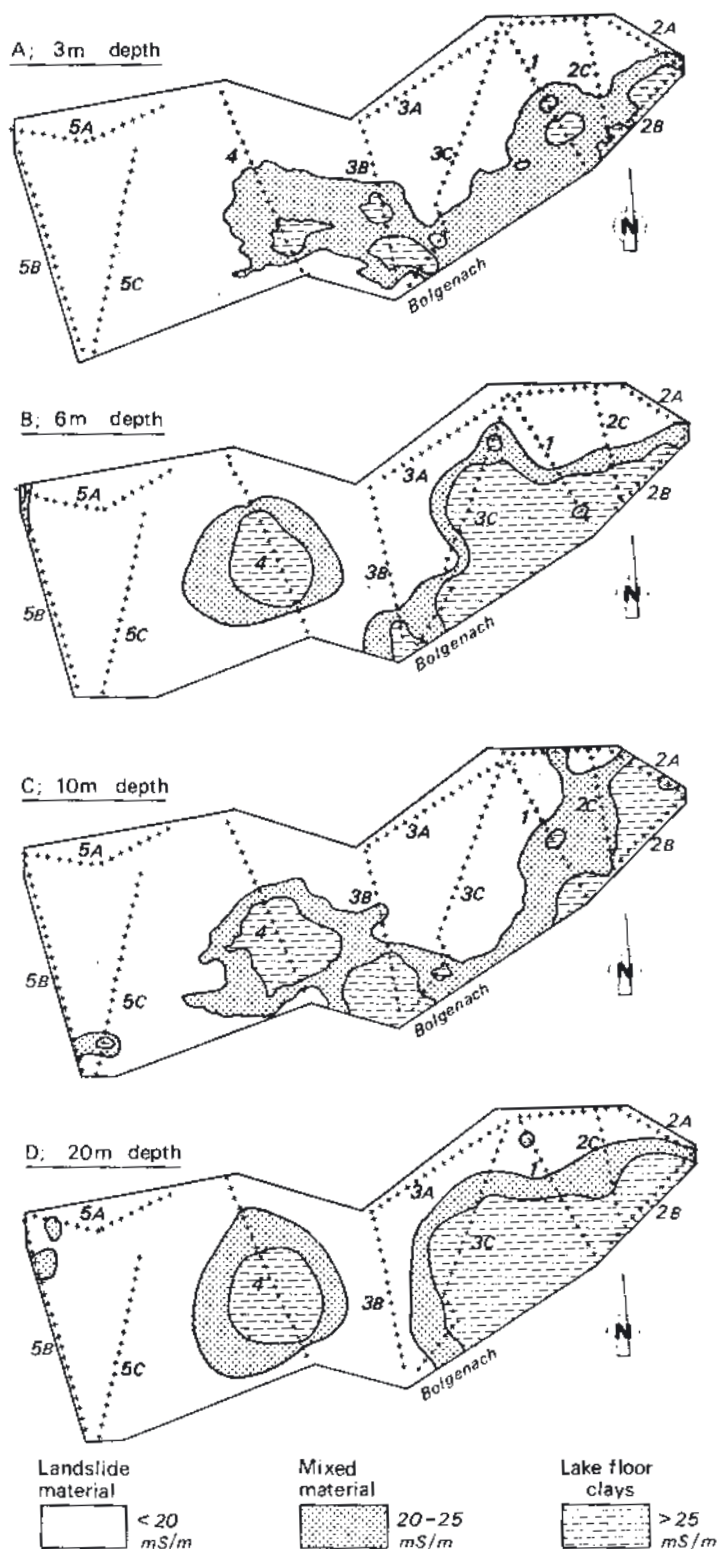 A; 3m depth
2A
5A
3A
1
2C
4
3B
3C
2B
5B
5C
N
Bolgenach
B; 6m depth
2A
5A
3A
1
2C
2B
4
3B
3C
5B
5C
N
Bolgenach
C; 10m depth
2A
5A
3A
1
2C
2B
4
3B
3C
5B
5C
N
Bolgenach
D; 20m depth
2A
5A
3A
1
2C
2B
4
3B
3C
5B
5C
N
Bolgenach
Landslide material
< 20 mS/m
Mixed material
20-25 mS/m
Lake floor clays
> 25 mS/m